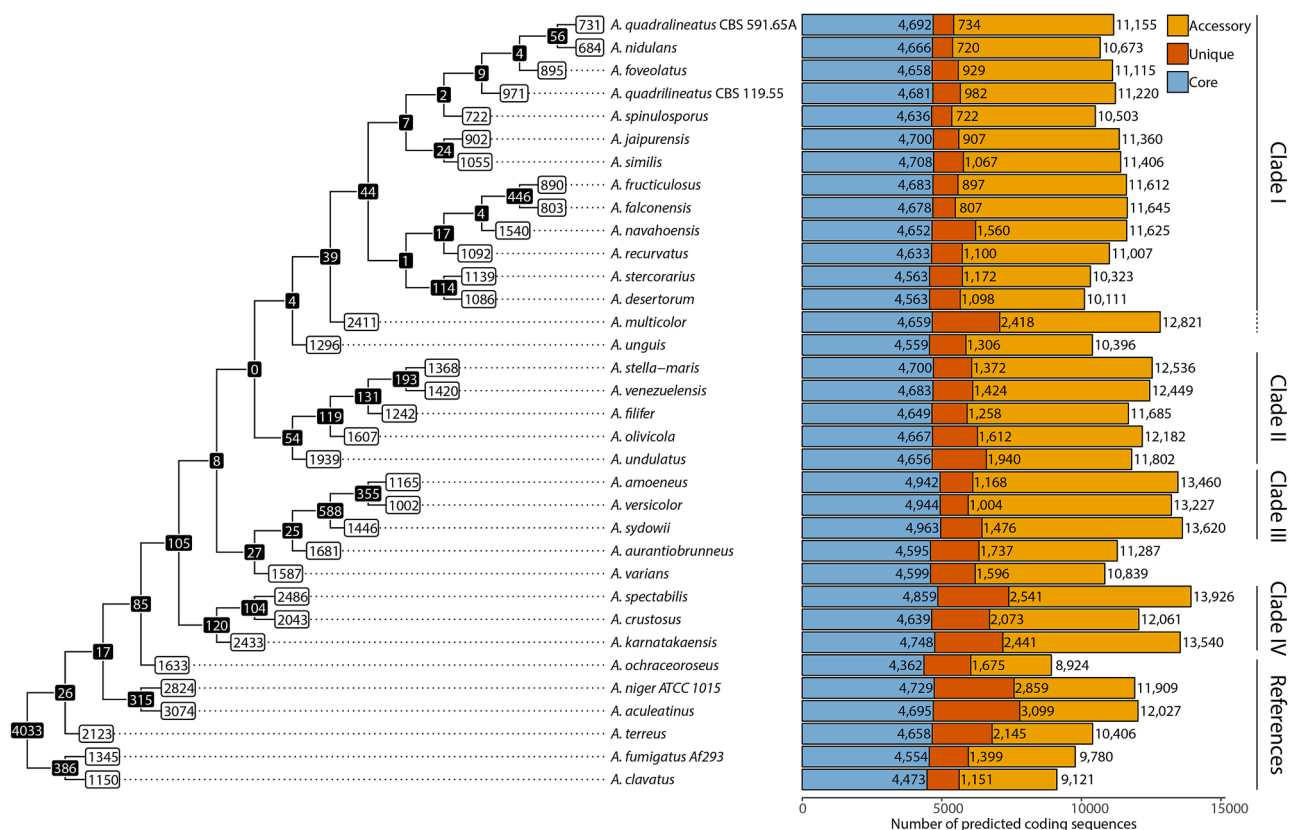 731 A. quadralineatus CBS 591.65A 4,692 734 11,155 Accessory
56
684 A. nidulans 4,666 720 10,673 Unique
4
895 A. foveolatus 4,658 929 11,115 Core
9
971 A. quadrilineatus CBS 119.55 4,681 982 11,220
2
722 A. spinulosporus 4,636 722 10,503
7
902 A. jaipurensis 4,700 907 11,360
24
1055 A. similis 4,708 1,067 11,406
Clade I
890 A. fructiculosus 4,683 897 11,612
44 446
803 A. falconensis 4,678 807 11,645
4
1540 A. navahoensis 4,652 1,560 11,625
17
1092 A. recurvatus 4,633 1,100 11,007
39 1
1139 A. stercorarius 4,563 1,172 10,323
114
1086 A. desertorum 4,563 1,098 10,111
4
2411 A. multicolor 4,659 2,418 12,821
1296 A. unguis 4,559 1,306 10,396
0
1368 A. stella−maris 4,700 1,372 12,536
193
1420 A. venezuelensis 4,683 1,424 12,449
131
1242 A. filifer 4,649 1,258 11,685
119
Clade II
1607 A. olivicola 4,667 1,612 12,182
54
1939 A. undulatus 4,656 1,940 11,802
8
1165 A. amoeneus 4,942 1,168 13,460
355
1002 A. versicolor 4,944 1,004 13,227
588
Clade III
1446 A. sydowii 4,963 1,476 13,620
25
1681 A. aurantiobrunneus 4,595 1,737 11,287
105 27
1587 A. varians 4,599 1,596 10,839
2486 A. spectabilis 4,859 2,541 13,926
85 104
2043 A. crustosus 4,639 2,073 12,061
120
Clade IV
2433 A. karnatakaensis 4,748 2,441 13,540
17
1633 A. ochraceoroseus 4,362 1,675 8,924
2824 A. niger ATCC 1015 4,729 2,859 11,909
26 315
3074 A. aculeatinus 4,695 3,099 12,027
References
4033
2123 A. terreus 4,658 2,145 10,406
1345 A. fumigatus Af293 4,554 1,399 9,780
386
1150 A. clavatus 4,473 1,151 9,121
0 5000 10000 15000
Number of predicted coding sequences